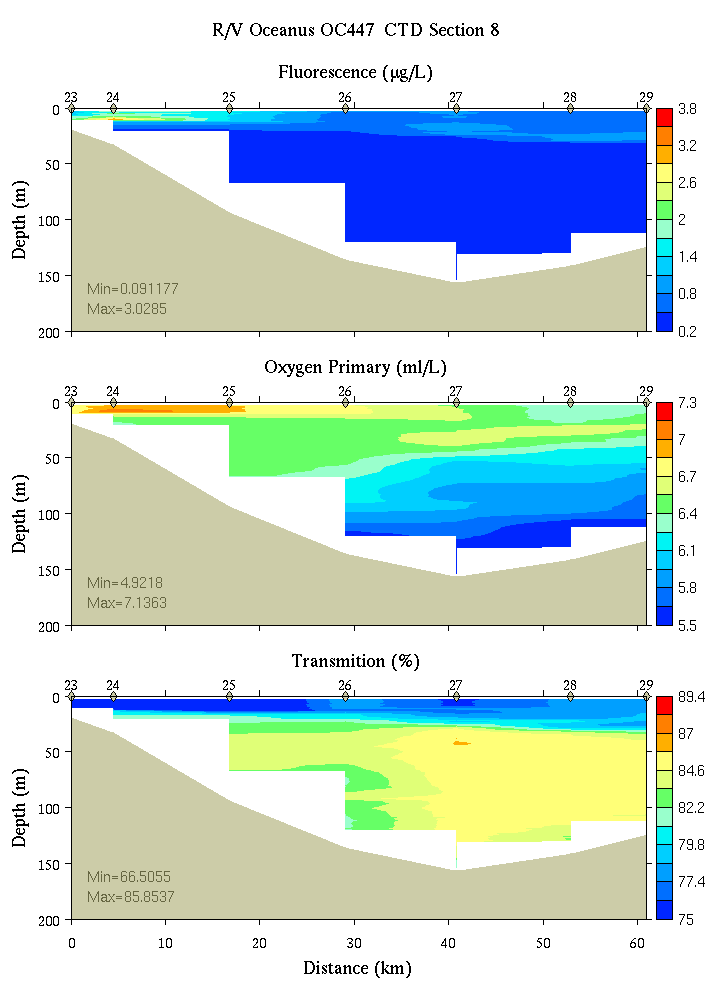 R/V Oceanus OC447 CTD Section 8
Fluorescence (µg/L)
23 24 25 26 27 28 29
0
50
100
150
200
Depth (m)
Min=0.091177
Max=3.0285
3.8
3.2
2.6
2
1.4
0.8
0.2
Oxygen Primary (ml/L)
23 24 25 26 27 28 29
0
50
100
150
200
Depth (m)
Min=4.9218
Max=7.1363
7.3
7
6.7
6.4
6.1
5.8
5.5
Transmition (%)
23 24 25 26 27 28 29
0
50
100
150
200
Depth (m)
Min=66.5055
Max=85.8537
89.4
87
84.6
82.2
79.8
77.4
75
0 10 20 30 40 50 60
Distance (km)